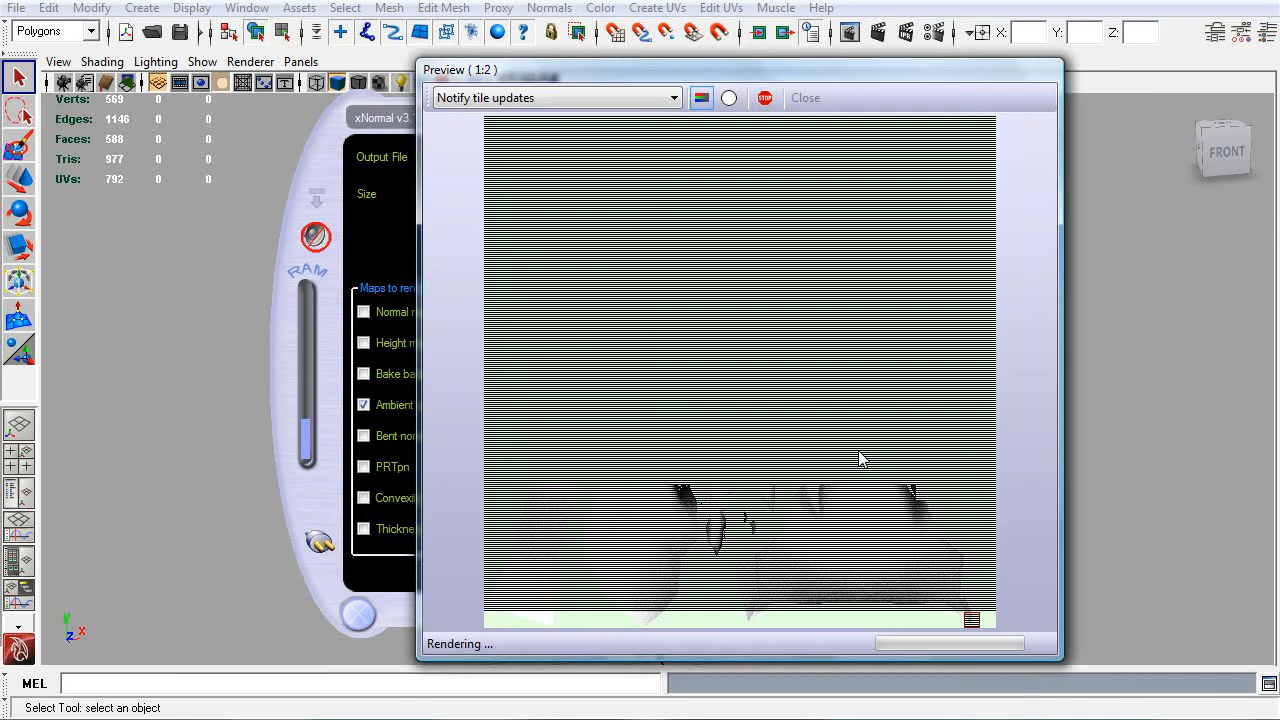 File Edit Modify Create Display Window Assets Select Mesh Edit Mesh Proxy Normals Color Create UVs Edit UVs Muscle Help
Polygons X: Y: Z:
View Shading Lighting Show Renderer Panels
Preview ( 1:2 )
Notify tile updates STOP Close
Verts: 569 0 0
Edges: 1146 0 0
Faces: 588 0 0
Tris: 977 0 0
UVs: 792 0 0
xNormal v3.
Output File
Size
FRONT
RAM
Maps to ren
Normal
Height m
Bake ba
Ambient
Bent nor
PRTpn
Convexi
Thickne
Rendering ...
y
z x
MEL
Select Tool: select an object